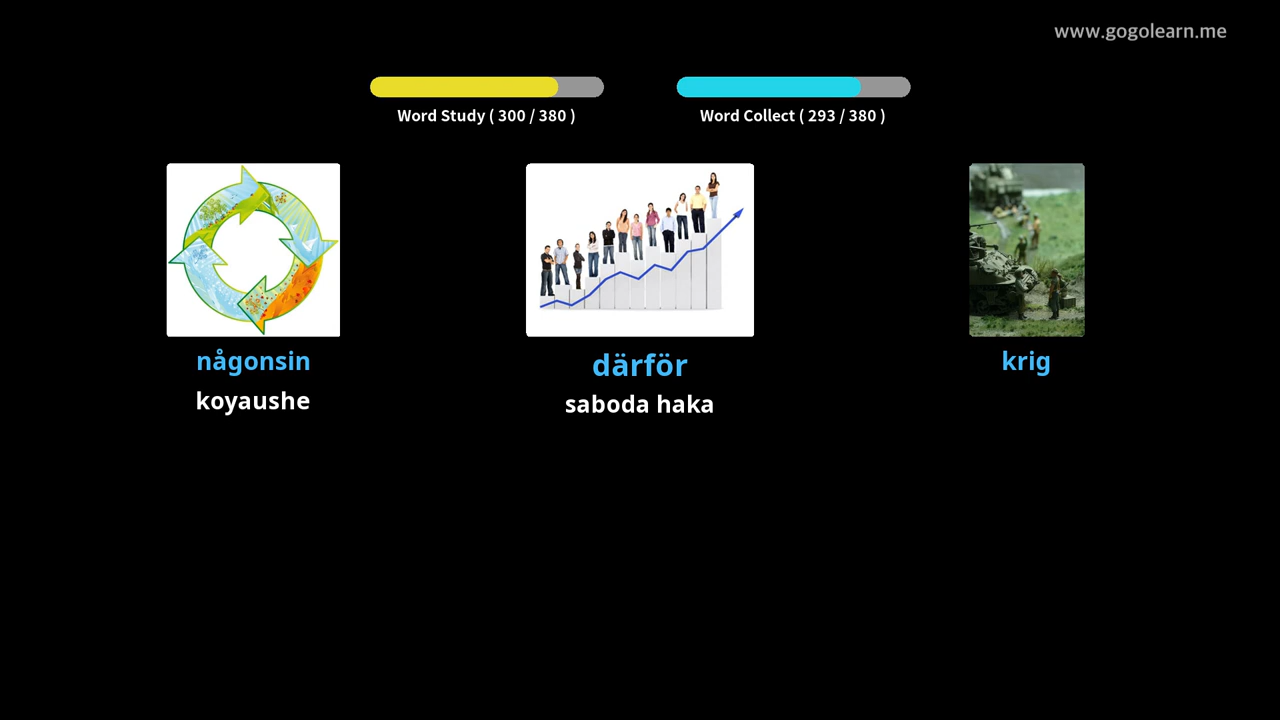 www.gogolearn.me
Word Study ( 300 / 380 )
Word Collect ( 293 / 380 )
någonsin
koyaushe
därför
saboda haka
krig